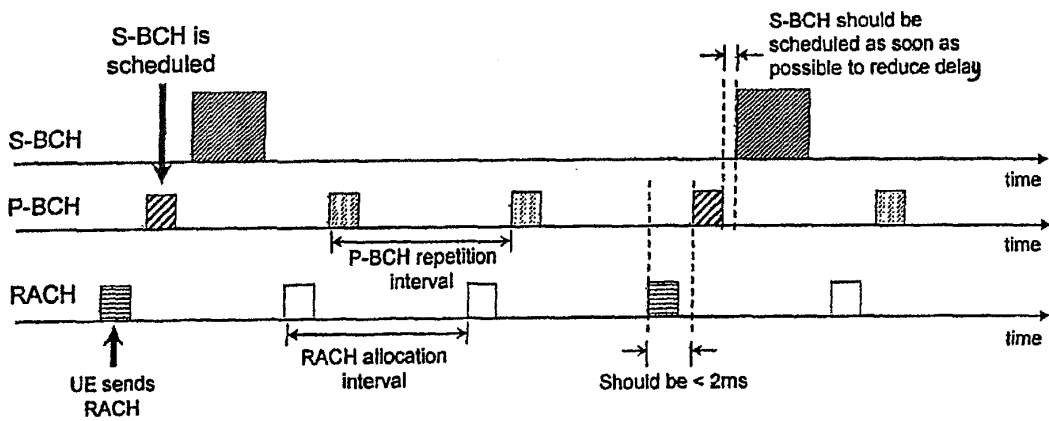 S-BCH is
scheduled
S-BCH should be
scheduled as soon as
possible to reduce delay
S-BCH
time
P-BCH
time
P-BCH repetition
interval
RACH
time
RACH allocation
interval
Should be < 2ms
UE sends
RACH